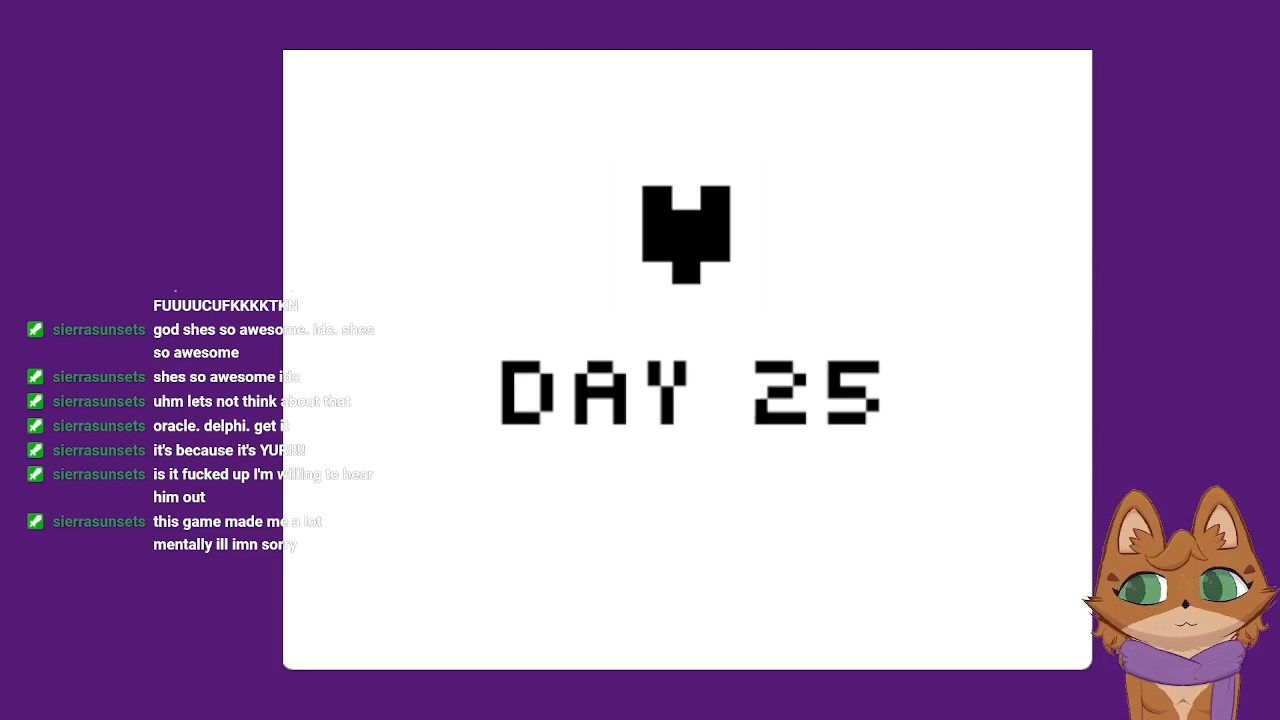 FUUUUCUFKKKKTKN
sierrasunsets god shes so awesome. idc. shes
so awesome
sierrasunsets shes so awesome idc
sierrasunsets uhm lets not think about that
sierrasunsets oracle. delphi. get it
sierrasunsets it's because it's YURI!!!
sierrasunsets is it fucked up I'm willing to hear
him out
sierrasunsets this game made me a lot
mentally ill imn sorry
DAY 25